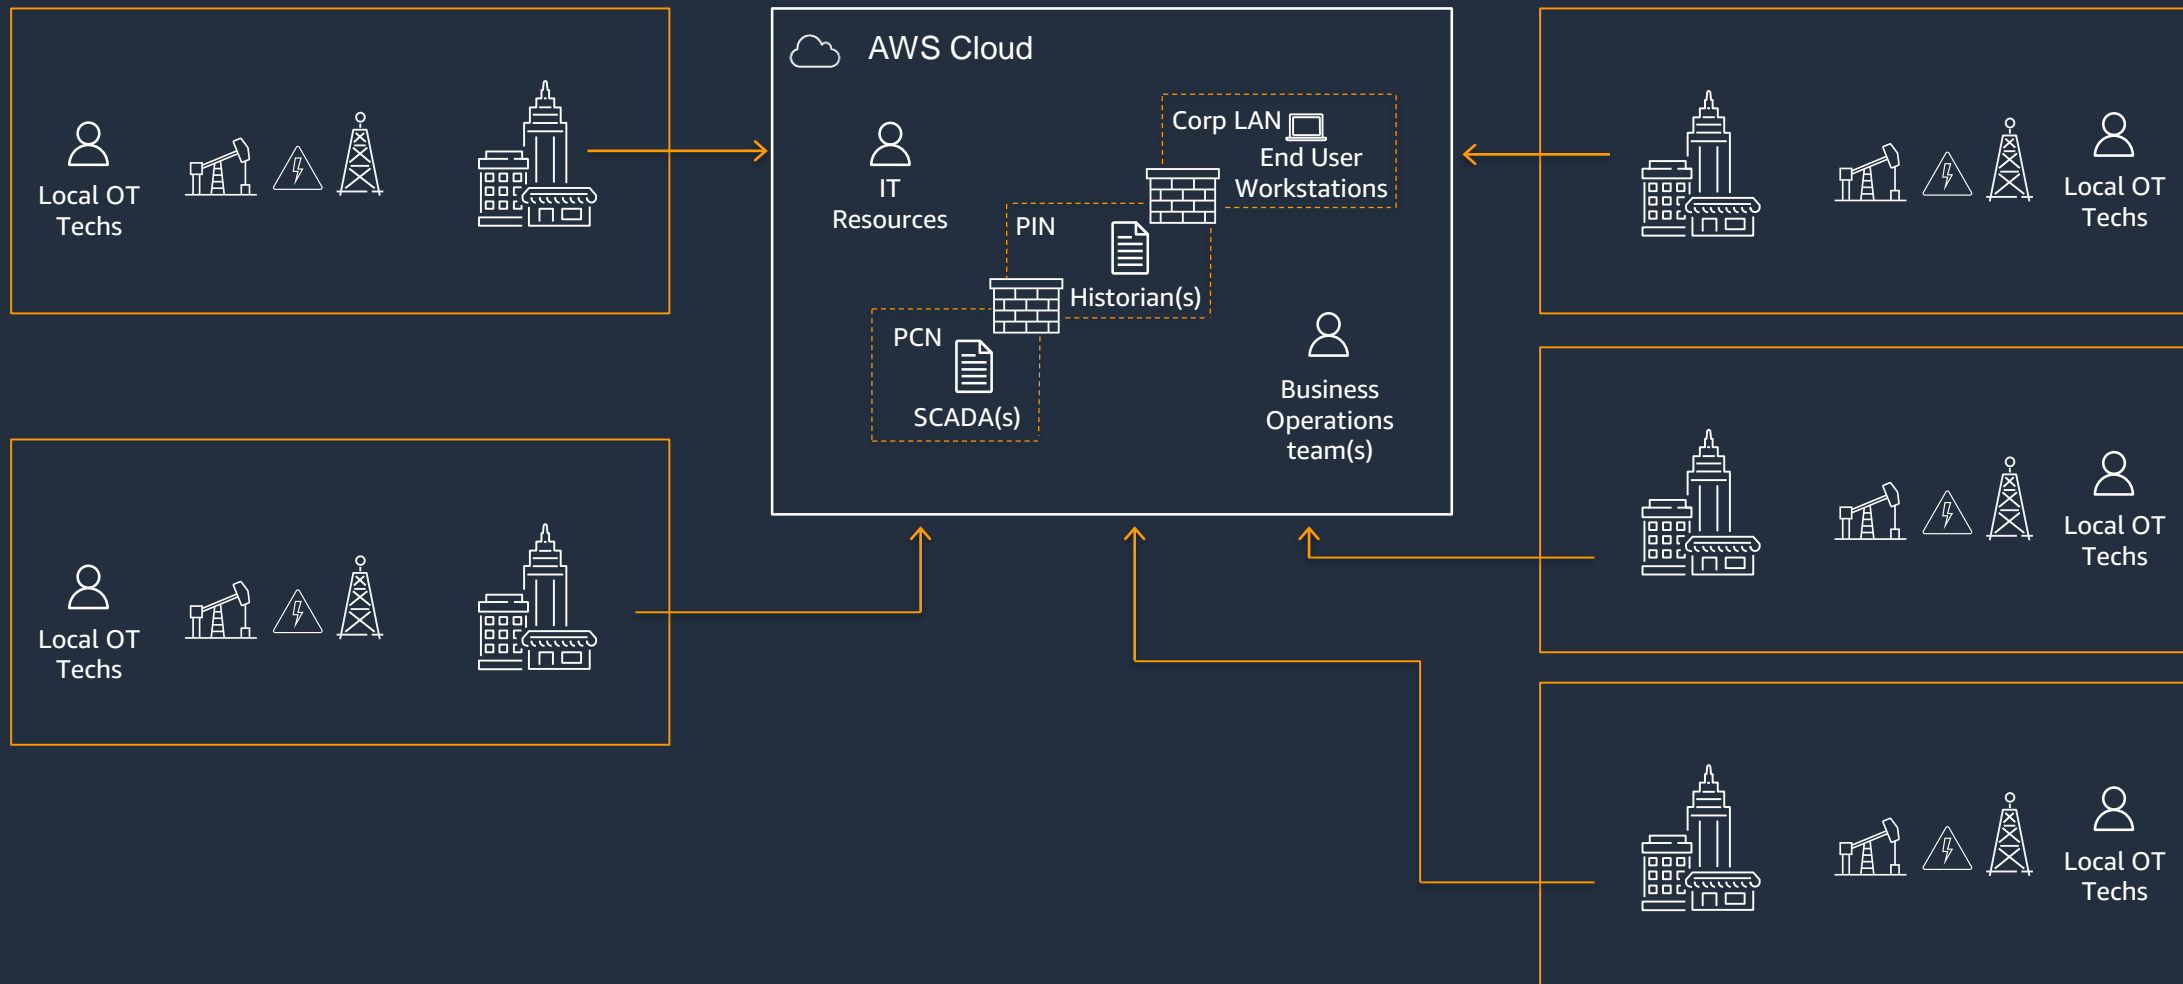 Local OT
Techs
AWS Cloud
IT
Resources
Corp LAN
End User
Workstations
PIN
Historian(s)
PCN
SCADA(s)
Business
Operations
team(s)
Local OT
Techs
Local OT
Techs
Local OT
Techs
Local OT
Techs